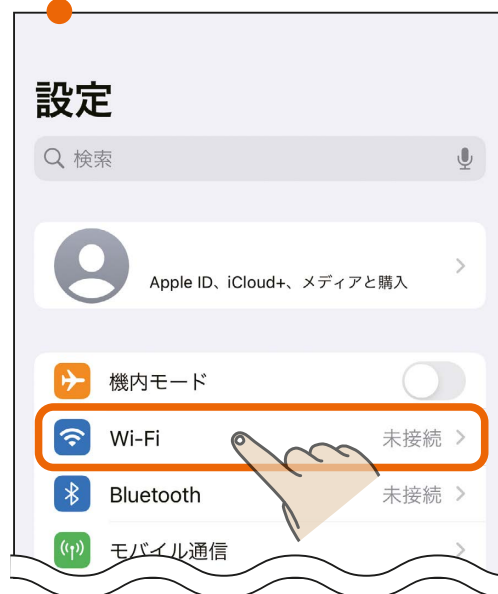 設定
検索
Apple ID、iCloud+、メディアと購入
機内モード
Wi-Fi 未接続
Bluetooth 未接続
モバイル通信